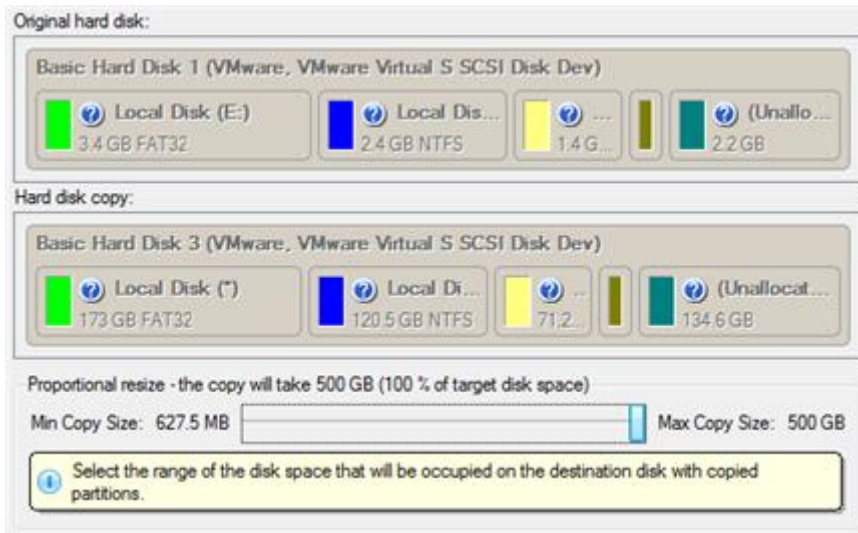 Original hard disk:
Basic Hard Disk 1 (VMware, VMware Virtual S SCSI Disk Dev)
Local Disk (E:)
3.4 GB FAT32
Local Dis...
2.4 GB NTFS
...
1.4 G...
(Unallo...
2.2 GB
Hard disk copy:
Basic Hard Disk 3 (VMware, VMware Virtual S SCSI Disk Dev)
Local Disk (*)
173 GB FAT32
Local Di...
120.5 GB NTFS
...
71.2...
(Unallocat...
134.6 GB
Proportional resize - the copy will take 500 GB (100 % of target disk space)
Min Copy Size: 627.5 MB
Max Copy Size: 500 GB
Select the range of the disk space that will be occupied on the destination disk with copied
partitions.